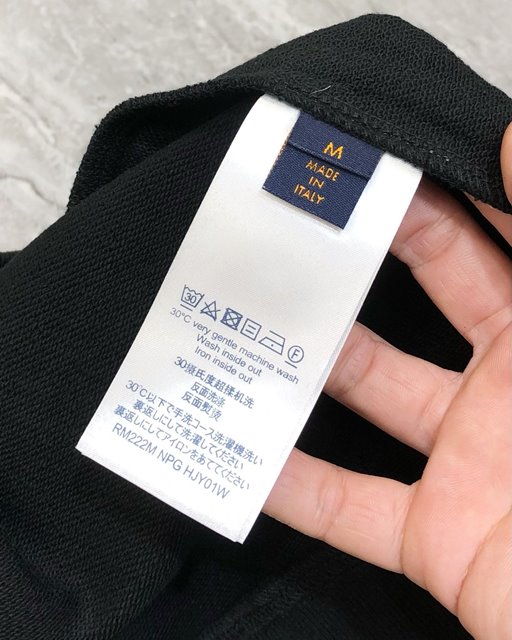 M
MADE
IN
ITALY
30
F
30°C very gentle machine wash
Wash inside out
Iron inside out
30摄氏度超柔机洗
反面洗涤
反面熨烫
30℃以下で手洗コース洗濯機洗い
裏返しにして洗濯してください
裏返しにしてアイロンをあててください
RM222M NPG HJY01W